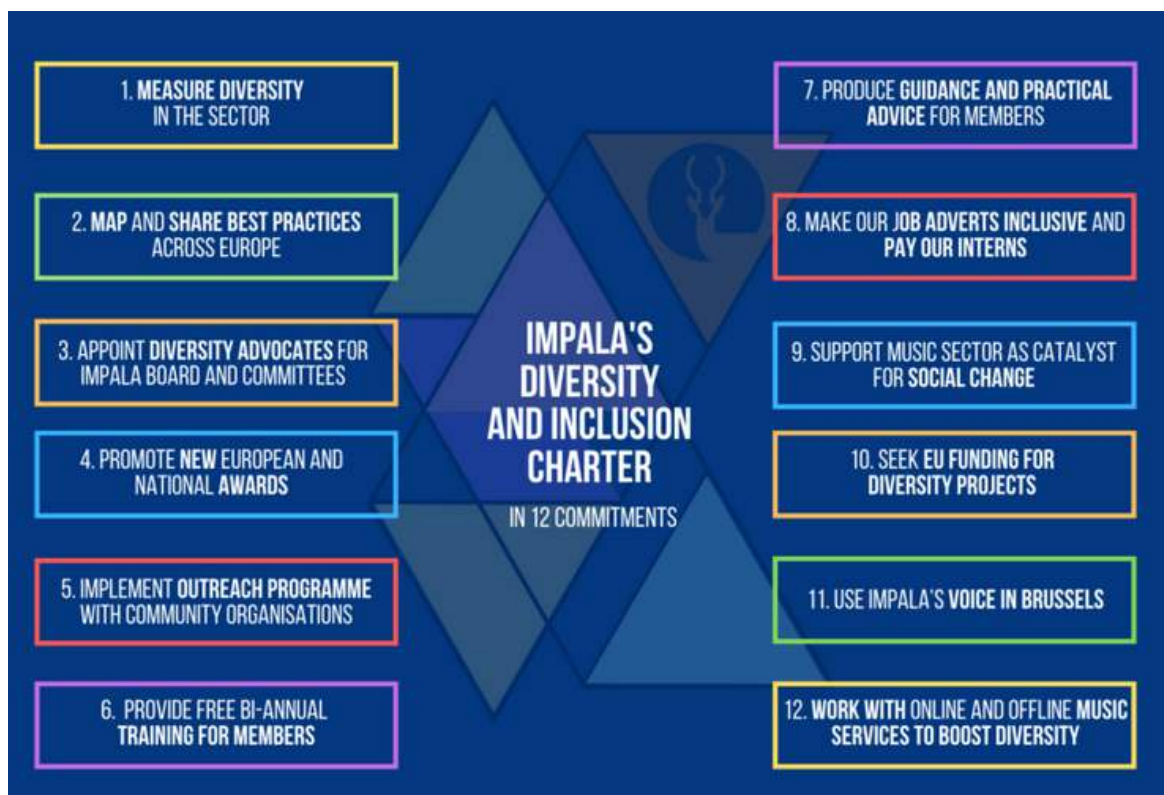 1. MEASURE DIVERSITY
IN THE SECTOR
2. MAP AND SHARE BEST PRACTICES
ACROSS EUROPE
3. APPOINT DIVERSITY ADVOCATES FOR
IMPALA BOARD AND COMMITTEES
4. PROMOTE NEW EUROPEAN AND
NATIONAL AWARDS
5. IMPLEMENT OUTREACH PROGRAMME
WITH COMMUNITY ORGANISATIONS
6. PROVIDE FREE BI-ANNUAL
TRAINING FOR MEMBERS
IMPALA'S
DIVERSITY
AND INCLUSION
CHARTER
IN 12 COMMITMENTS
7. PRODUCE GUIDANCE AND PRACTICAL
ADVICE FOR MEMBERS
8. MAKE OUR JOB ADVERTS INCLUSIVE AND
PAY OUR INTERNS
9. SUPPORT MUSIC SECTOR AS CATALYST
FOR SOCIAL CHANGE
10. SEEK EU FUNDING FOR
DIVERSITY PROJECTS
11. USE IMPALA'S VOICE IN BRUSSELS
12. WORK WITH ONLINE AND OFFLINE MUSIC
SERVICES TO BOOST DIVERSITY